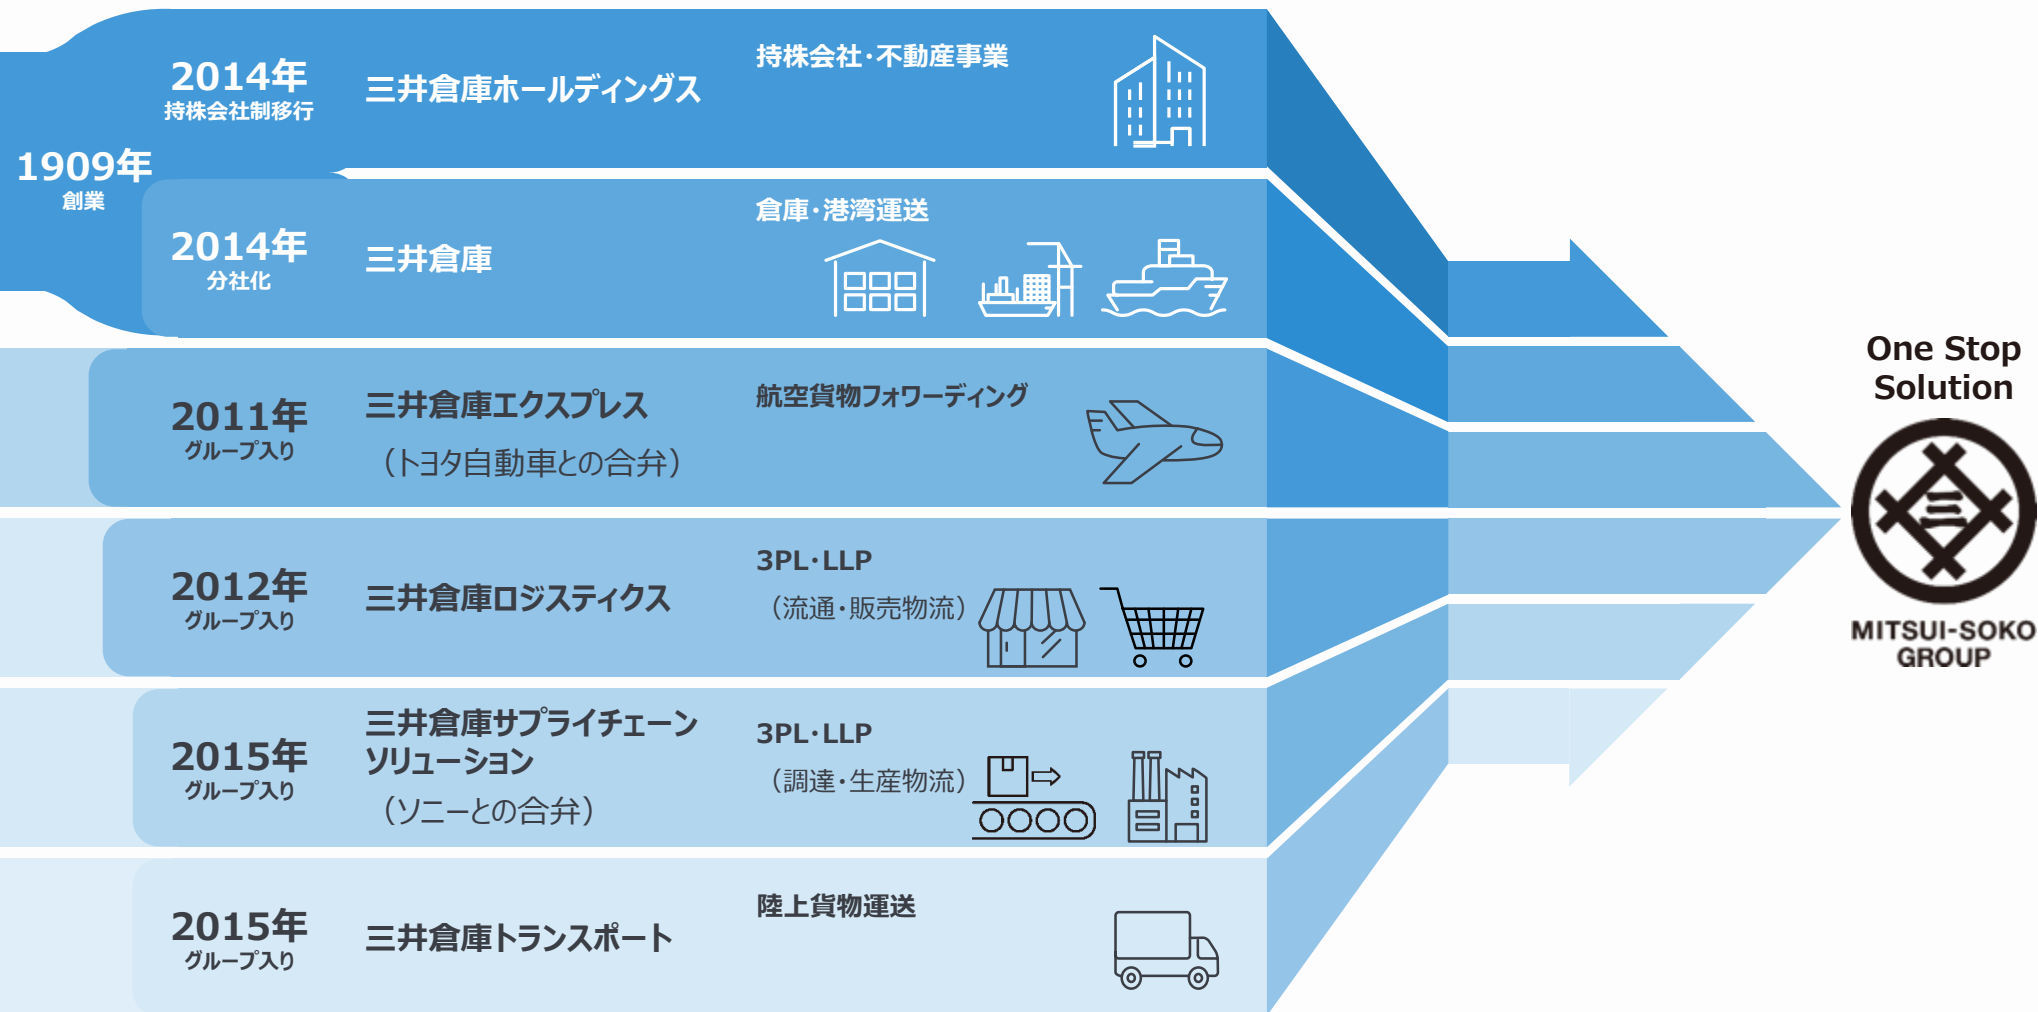 1909年
創業
2014年
持株会社制移行
三井倉庫ホールディングス
持株会社・不動産事業
2014年
分社化
三井倉庫
倉庫・港湾運送
2011年
グループ入り
三井倉庫エクスプレス
（トヨタ自動車との合弁）
航空貨物フォワーディング
2012年
グループ入り
三井倉庫ロジスティクス
3PL・LLP
（流通・販売物流）
2015年
グループ入り
三井倉庫サプライチェーン
ソリューション
（ソニーとの合弁）
3PL・LLP
（調達・生産物流）
2015年
グループ入り
三井倉庫トランスポート
陸上貨物運送
One Stop
Solution
三
MITSUI-SOKO
GROUP